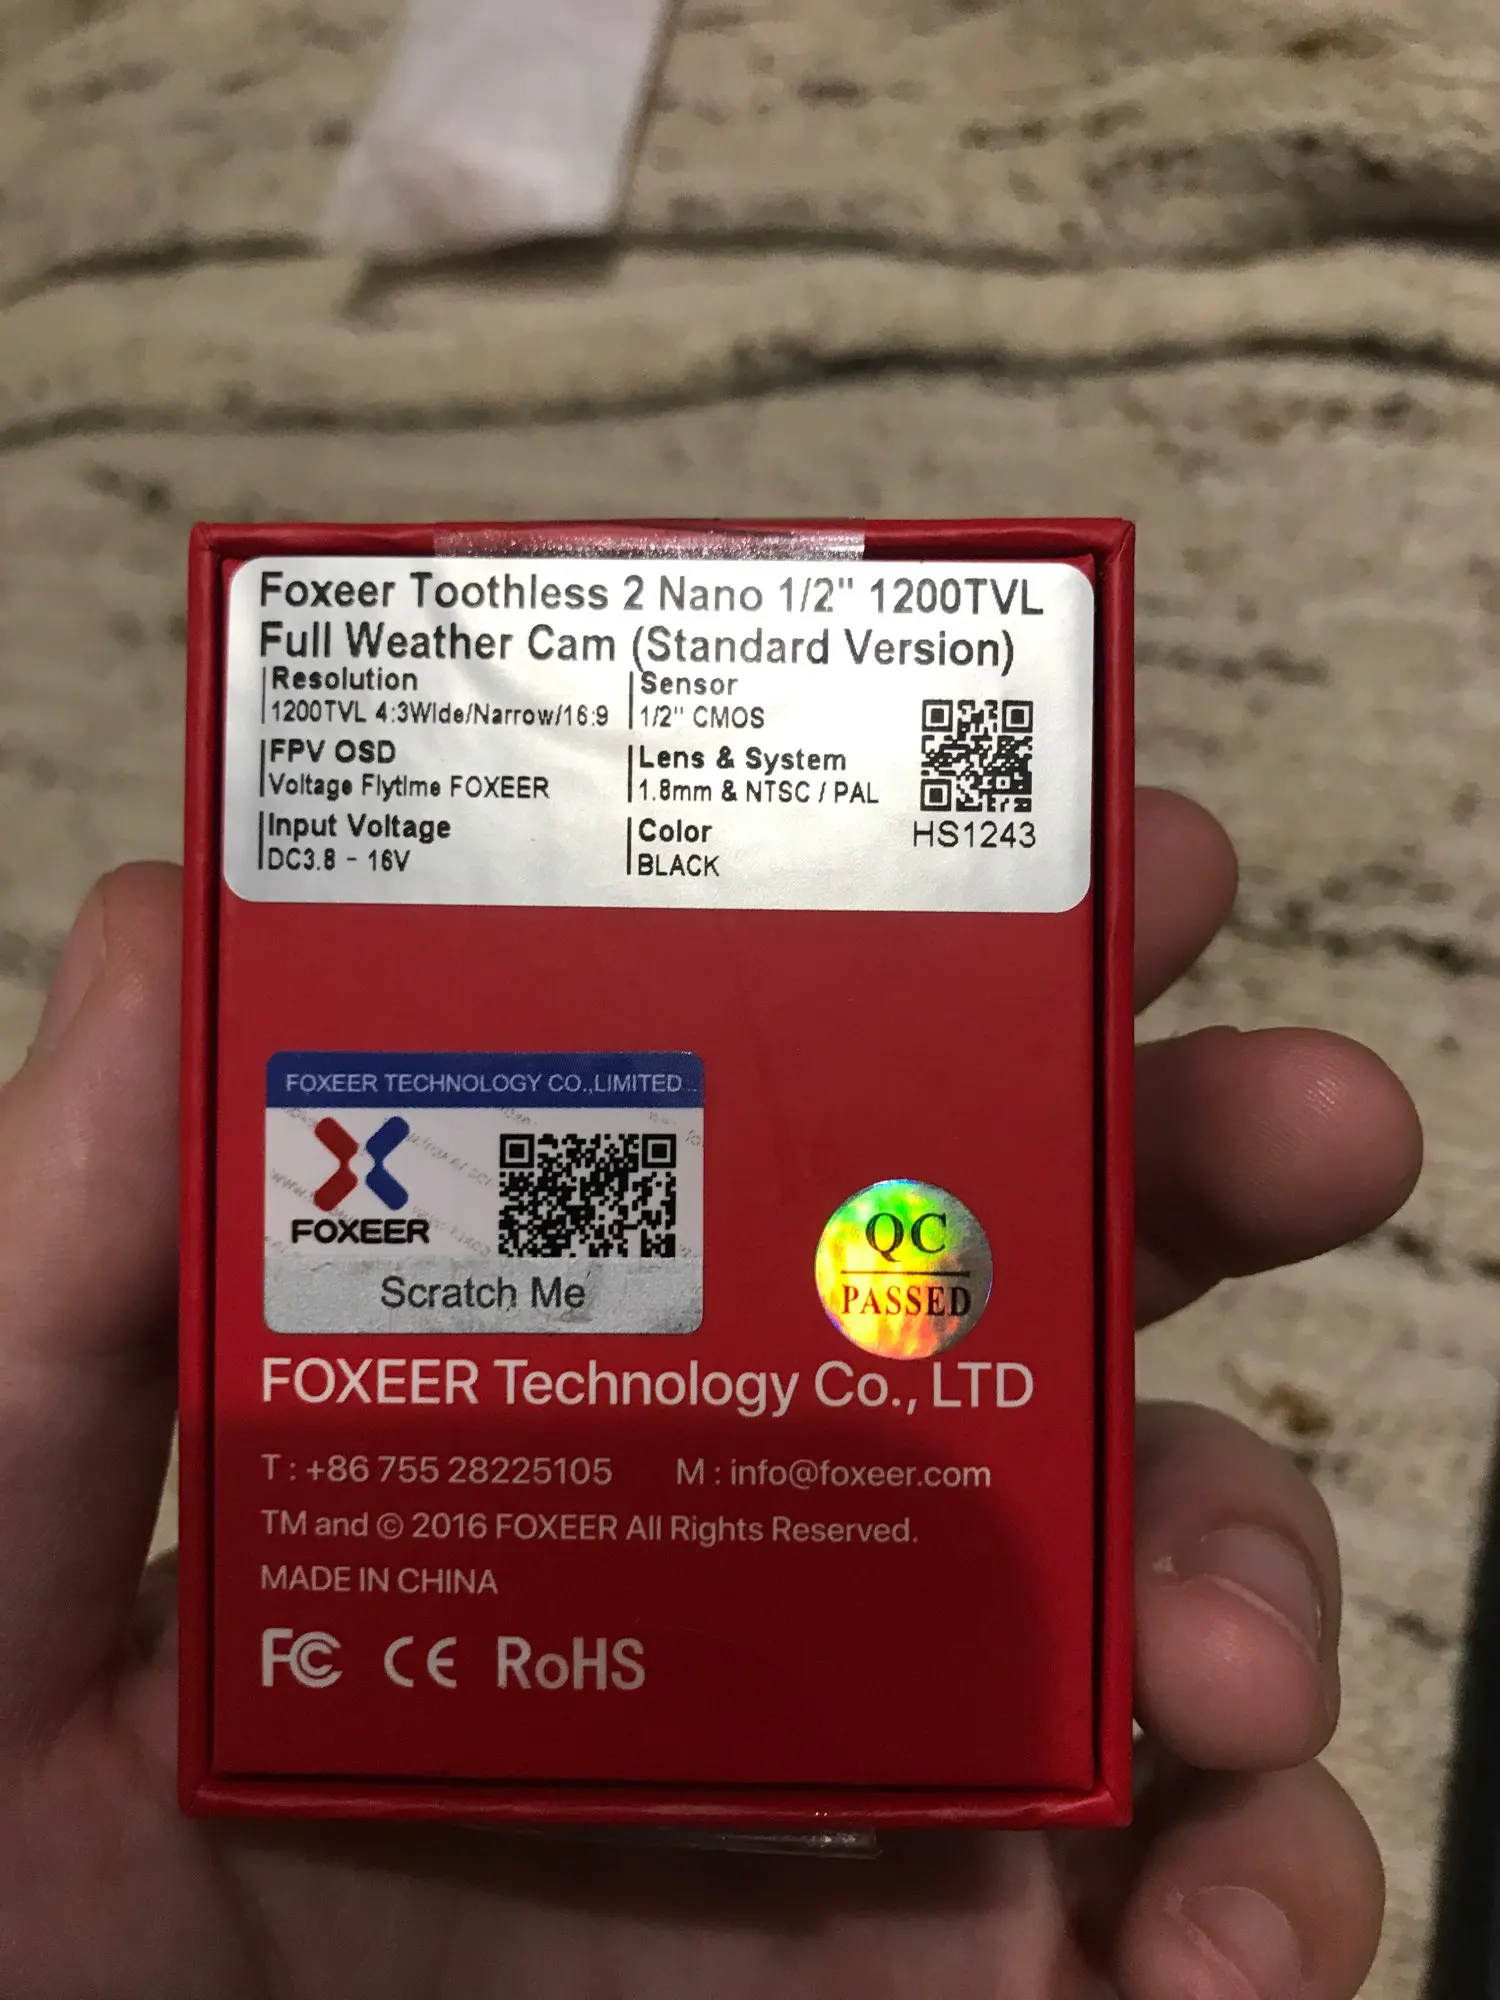 Foxeer Toothless 2 Nano 1/2" 1200TVL
Full Weather Cam (Standard Version)
Resolution
1200TVL 4:3Wide/Narrow/16:9
Sensor
1/2" CMOS
FPV OSD
Voltage Flytime FOXEER
Lens & System
1.8mm & NTSC / PAL
Input Voltage
DC3.8 - 16V
Color
BLACK
HS1243
FOXEER TECHNOLOGY CO.,LIMITED
FOXEER
Scratch Me
QC
PASSED
FOXEER Technology Co., LTD
T : +86 755 28225105 M : info@foxeer.com
TM and © 2016 FOXEER All Rights Reserved.
MADE IN CHINA
FC CE RoHS